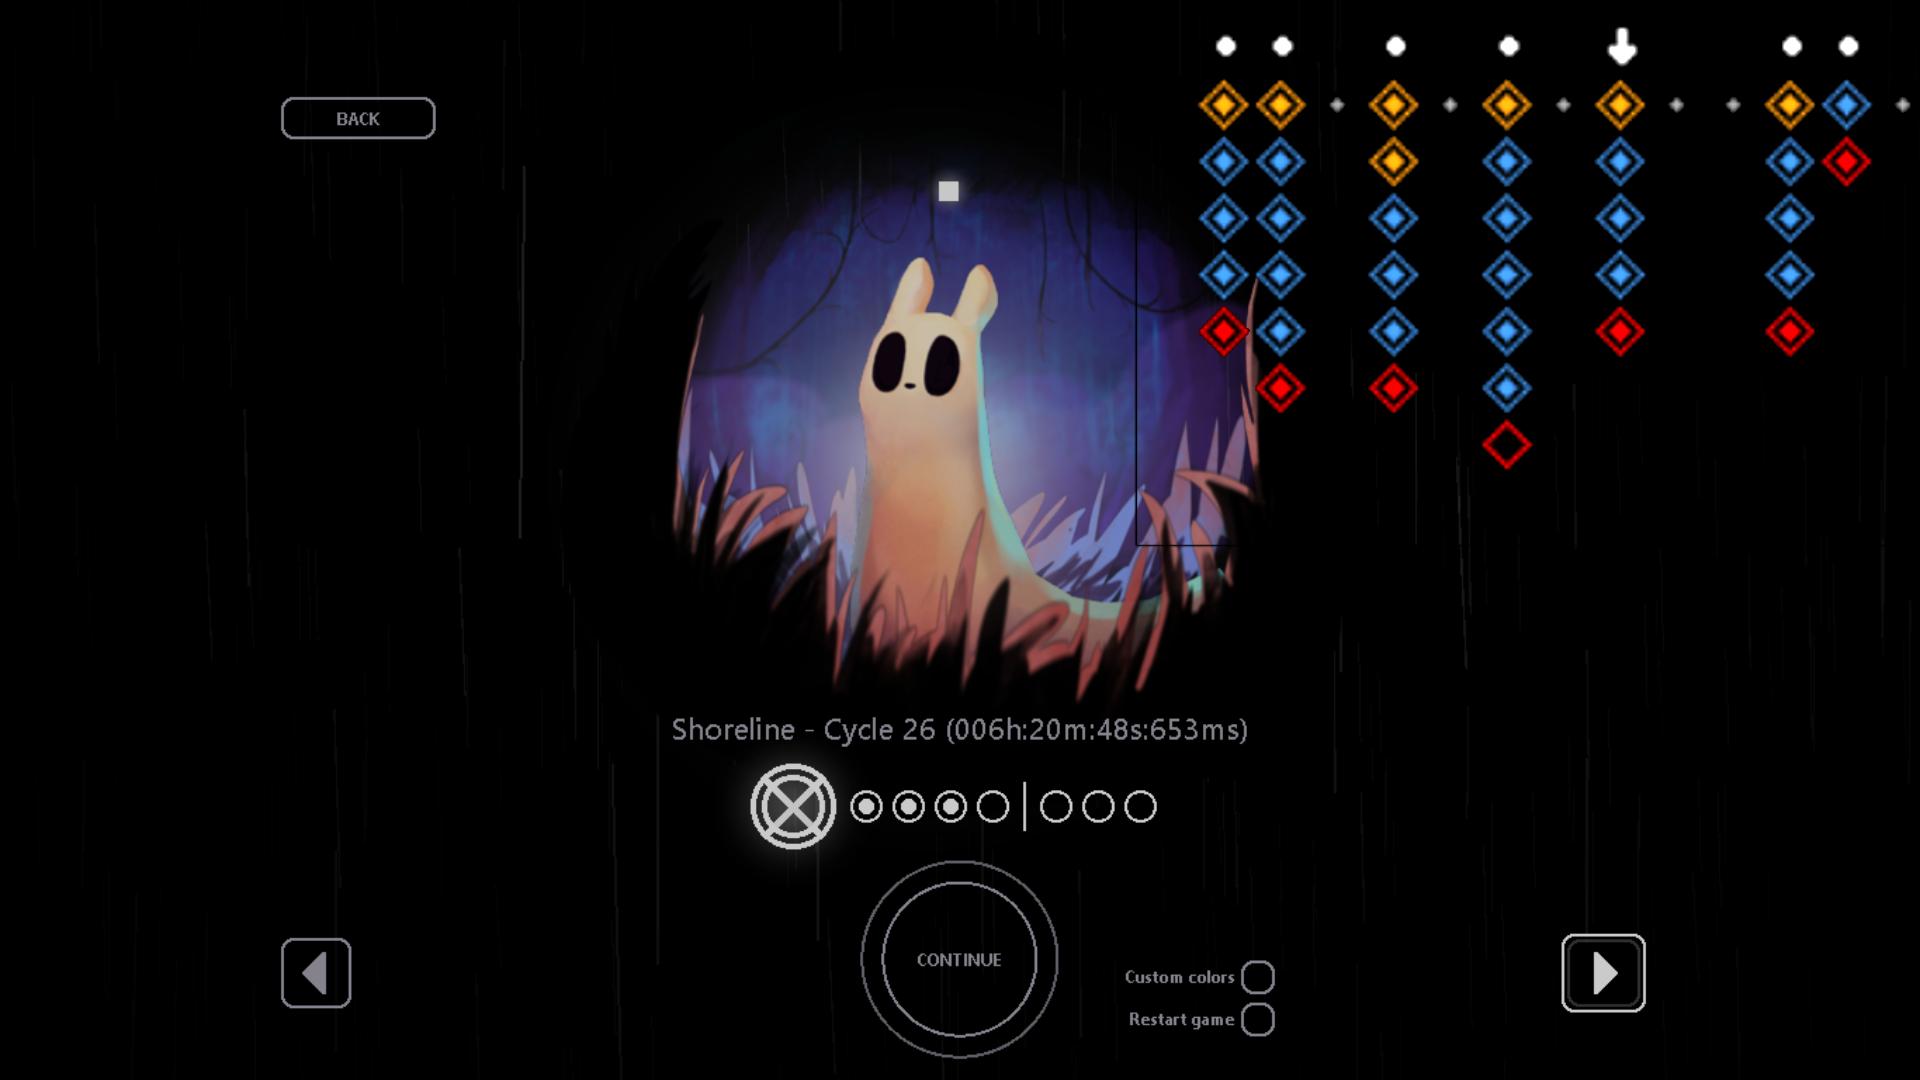 BACK
Shoreline - Cycle 26 (006h:20m:48s:653ms)
CONTINUE
Custom colors
Restart game